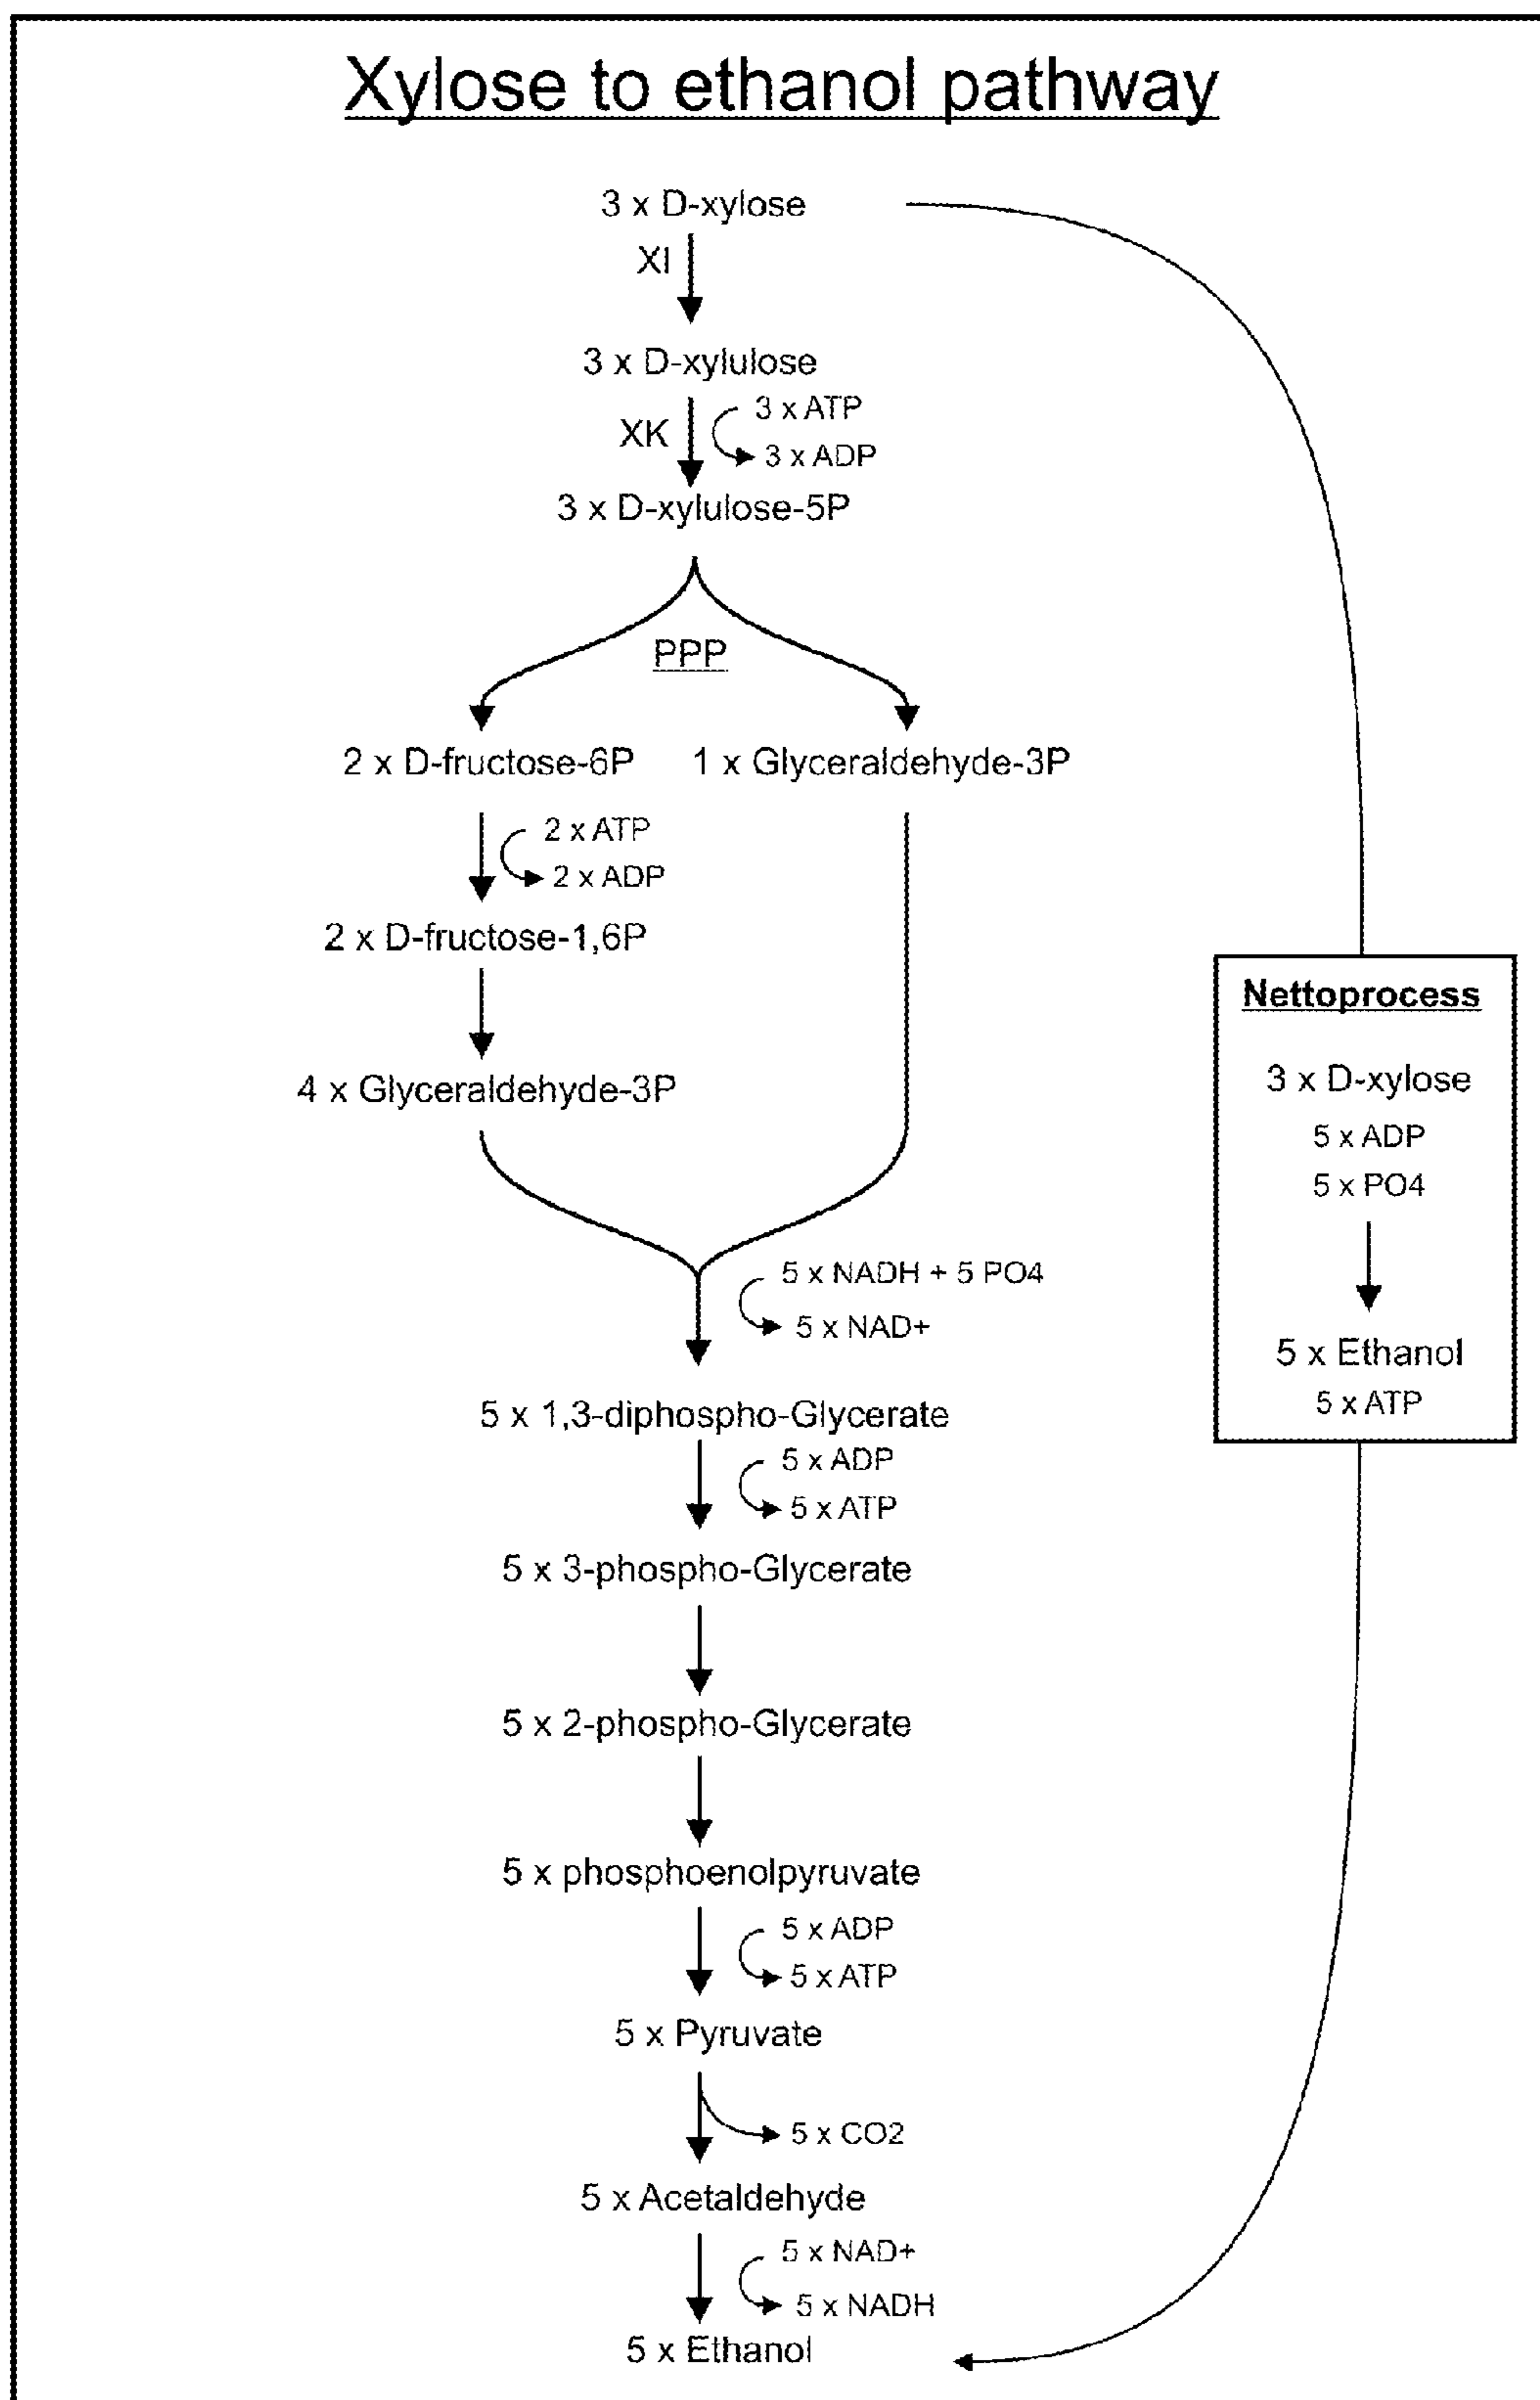 Xylose to ethanol pathway
3 x D-xylose
XI
3 x D-xylulose
3 x ATP
XK
3 x ADP
3 x D-xylulose-5P
PPP
2 x D-fructose-6P
1 x Glyceraldehyde-3P
2 x ATP
2 x ADP
2 x D-fructose-1,6P
4 x Glyceraldehyde-3P
5 x NADH + 5 PO4
5 x NAD+
5 x 1,3-diphospho-Glycerate
5 x ADP
5 x ATP
5 x 3-phospho-Glycerate
5 x 2-phospho-Glycerate
5 x phosphoenolpyruvate
5 x ADP
5 x ATP
5 x Pyruvate
5 x CO2
5 x Acetaldehyde
5 x NAD+
5 x NADH
5 x Ethanol
Nettoprocess
3 x D-xylose
5 x ADP
5 x PO4
5 x Ethanol
5 x ATP